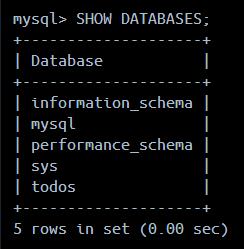 mysql> SHOW DATABASES;
+--------------------+
| Database           |
+--------------------+
| information_schema |
| mysql              |
| performance_schema |
| sys                |
| todos              |
+--------------------+
5 rows in set (0.00 sec)